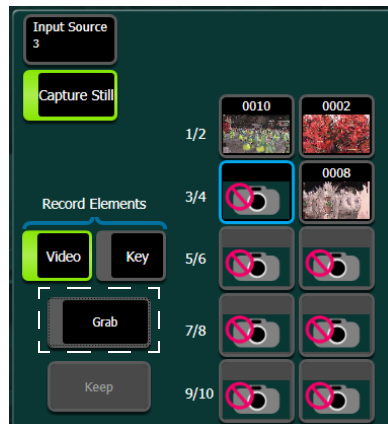 Input Source
3
Capture Still
0010 0002
1/2
0008
3/4
Record Elements
Video Key
5/6
Grab
7/8
Keep
9/10